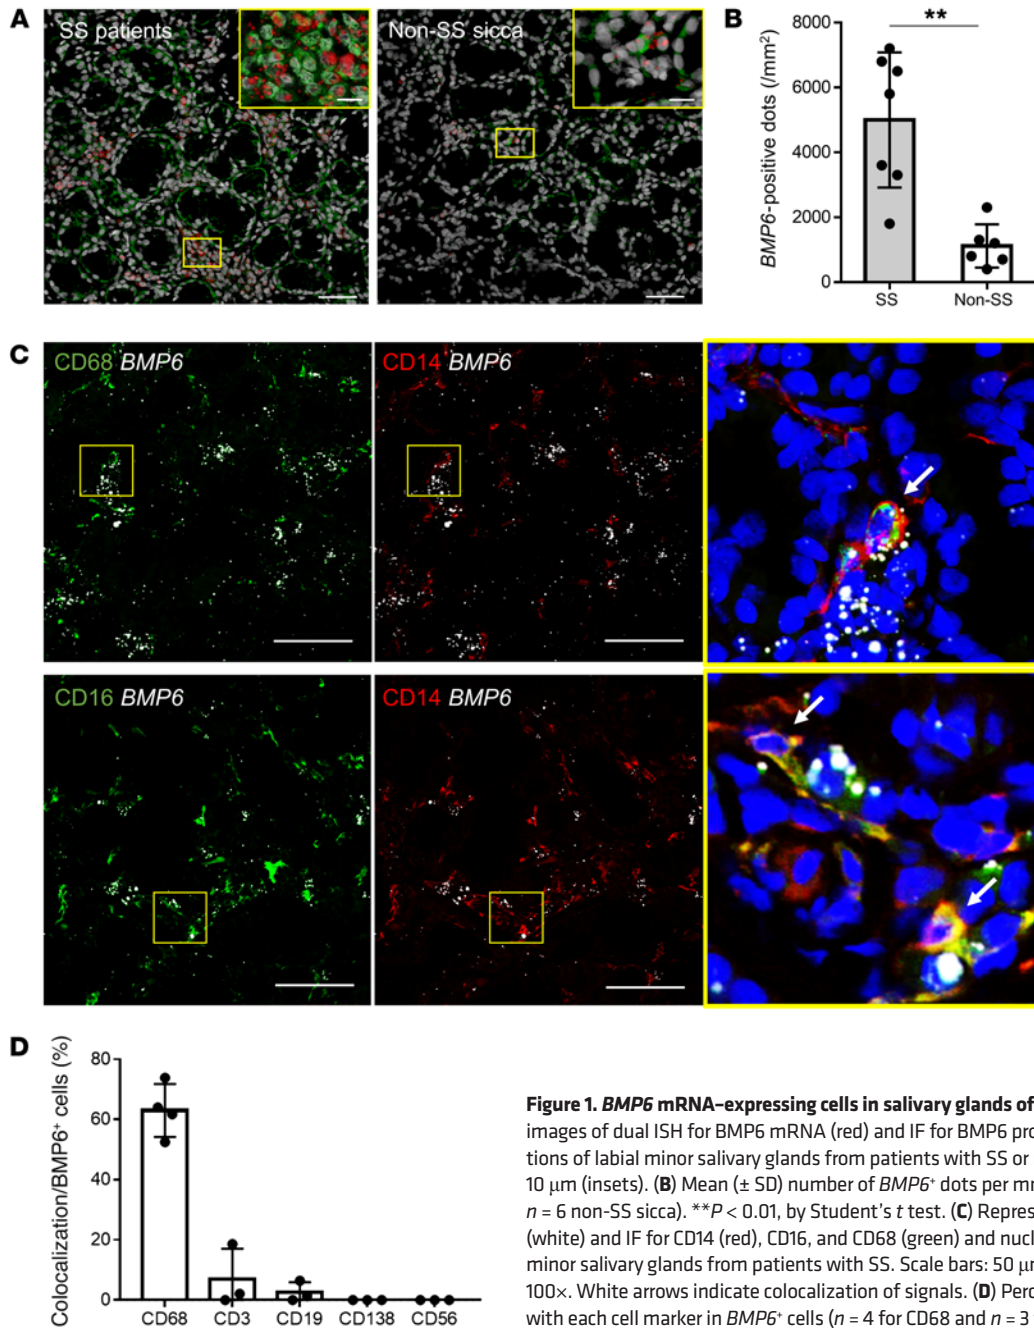 A
SS patients
Non-SS sicca
B
BMP6-positive dots (/mm²)
**
8000
6000
4000
2000
0
SS
Non-SS
C
CD68 BMP6
CD14 BMP6
CD16 BMP6
CD14 BMP6
D
Colocalization/BMP6⁺ cells (%)
80
60
40
20
0
CD68
CD3
CD19
CD138
CD56
Figure 1. BMP6 mRNA–expressing cells in salivary glands of
images of dual ISH for BMP6 mRNA (red) and IF for BMP6 pro
tions of labial minor salivary glands from patients with SS or
10 μm (insets). (B) Mean (± SD) number of BMP6⁺ dots per mm
n = 6 non-SS sicca). **P < 0.01, by Student's t test. (C) Repres
(white) and IF for CD14 (red), CD16, and CD68 (green) and nucl
minor salivary glands from patients with SS. Scale bars: 50 μm
100×. White arrows indicate colocalization of signals. (D) Perc
with each cell marker in BMP6⁺ cells (n = 4 for CD68 and n = 3